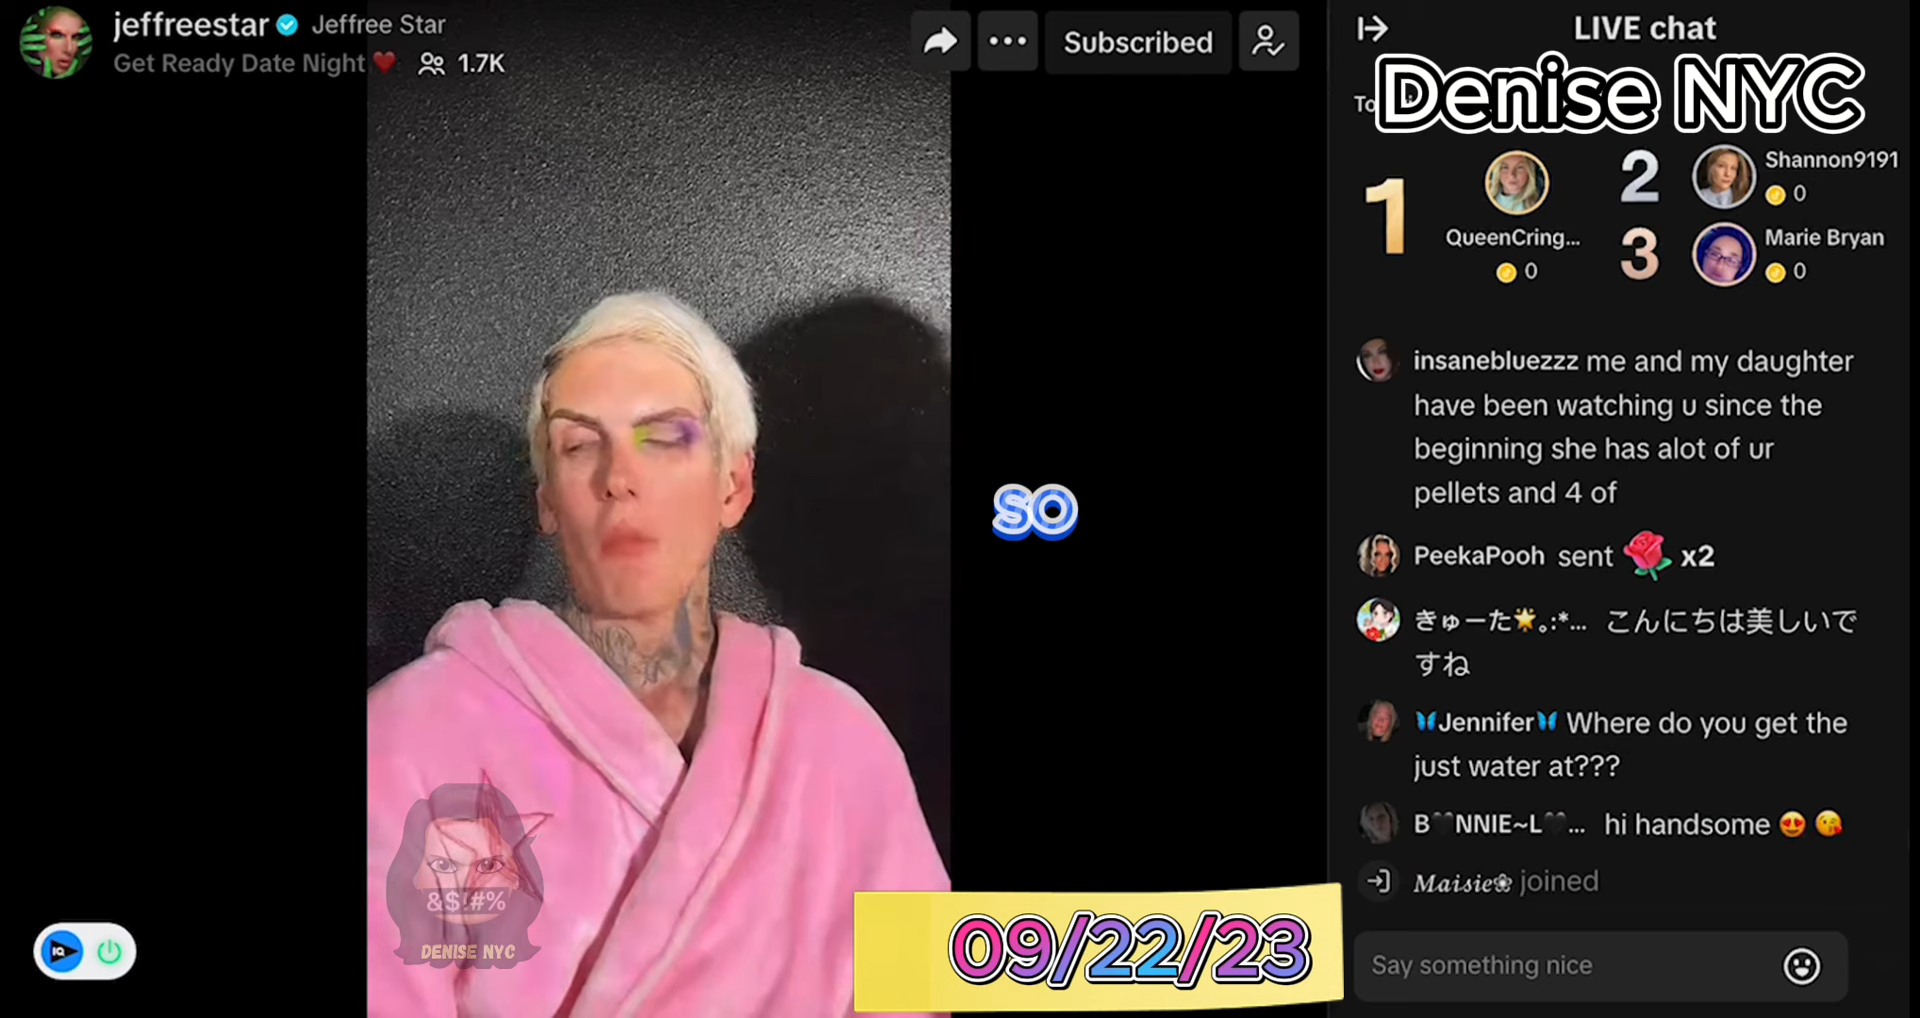 jeffreestar Jeffree Star
Get Ready Date Night ❤️ 1.7K
Subscribed
LIVE chat
Denise NYC
1
QueenCring...
0
2
Shannon9191
0
3
Marie Bryan
0
insanebluezzz me and my daughter
have been watching u since the
beginning she has alot of ur
pellets and 4 of
PeekaPooh sent 🌹 x2
きゅーた🌟｡:*... こんにちは美しいで
すね
🦋Jennifer🦋 Where do you get the
just water at???
B🖤NNIE~L🖤... hi handsome 😍 😘
Maisie❀ joined
Say something nice
SO
&$!#%
DENISE NYC
09/22/23
IQ